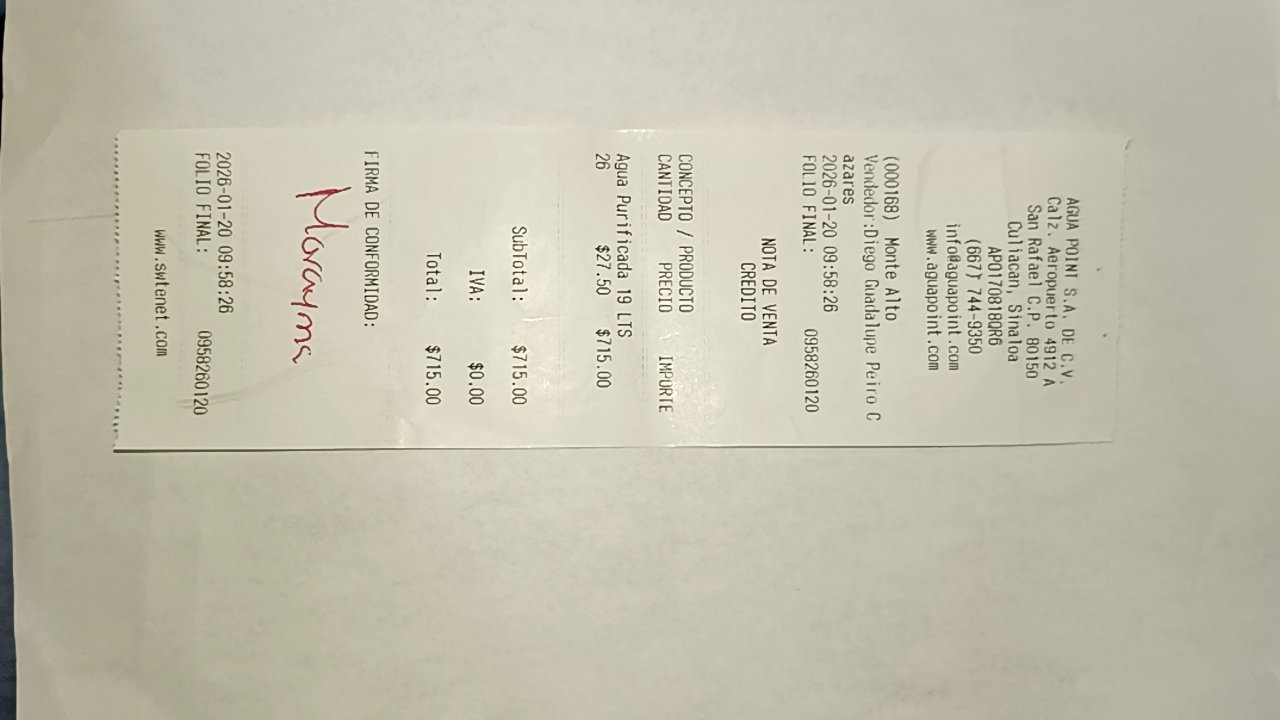 AGUA POINT S.A. DE C.V.
Calz. Aeropuerto 4912 A
San Rafael C.P. 80150
Culiacan, Sinaloa
APO170818QR6
(667) 744-9350
info@aguapoint.com
www.aguapoint.com
(000168) Monte Alto
Vendedor:Diego Guadalupe Peiro C
azares
2026-01-20 09:58:26
FOLIO FINAL: 0958260120
NOTA DE VENTA
CREDITO
CONCEPTO / PRODUCTO
CANTIDAD PRECIO IMPORTE
Agua Purificada 19 LTS
26 $27.50 $715.00
SubTotal: $715.00
IVA: $0.00
Total: $715.00
FIRMA DE CONFORMIDAD:
Morayma
2026-01-20 09:58:26
FOLIO FINAL: 0958260120
www.swtenet.com